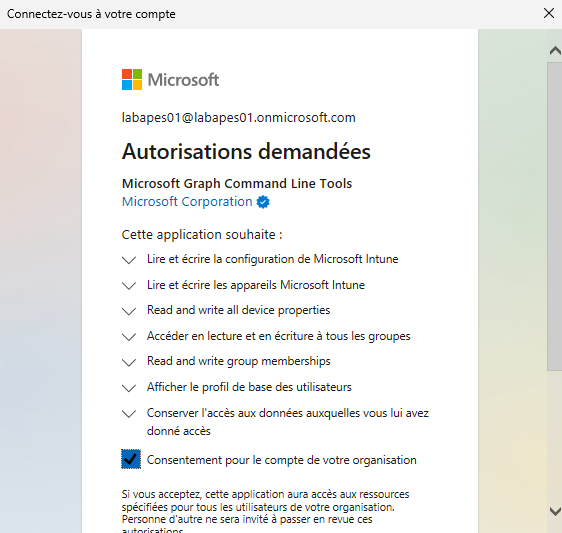 Connectez-vous à votre compte
Microsoft
labapes01@labapes01.onmicrosoft.com
Autorisations demandées
Microsoft Graph Command Line Tools
Microsoft Corporation
Cette application souhaite :
Lire et écrire la configuration de Microsoft Intune
Lire et écrire les appareils Microsoft Intune
Read and write all device properties
Accéder en lecture et en écriture à tous les groupes
Read and write group memberships
Afficher le profil de base des utilisateurs
Conserver l'accès aux données auxquelles vous lui avez
donné accès
Consentement pour le compte de votre organisation
Si vous acceptez, cette application aura accès aux ressources
spécifiées pour tous les utilisateurs de votre organisation.
Personne d'autre ne sera invité à passer en revue ces
autorisations.